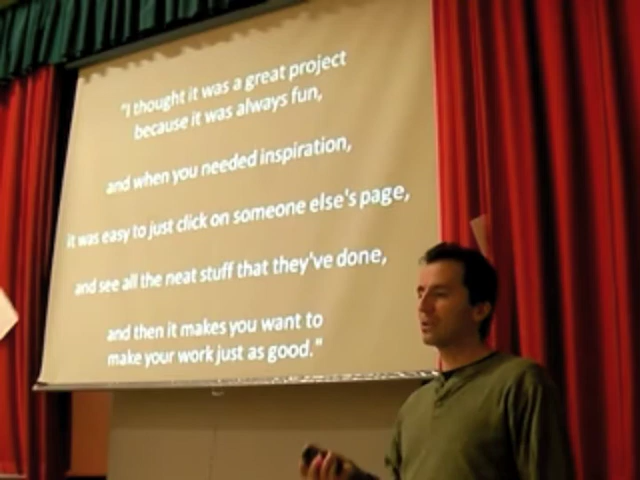 "I thought it was a great project
because it was always fun,
and when you needed inspiration,
it was easy to just click on someone else's page,
and see all the neat stuff that they've done,
and then it makes you want to
make your work just as good."